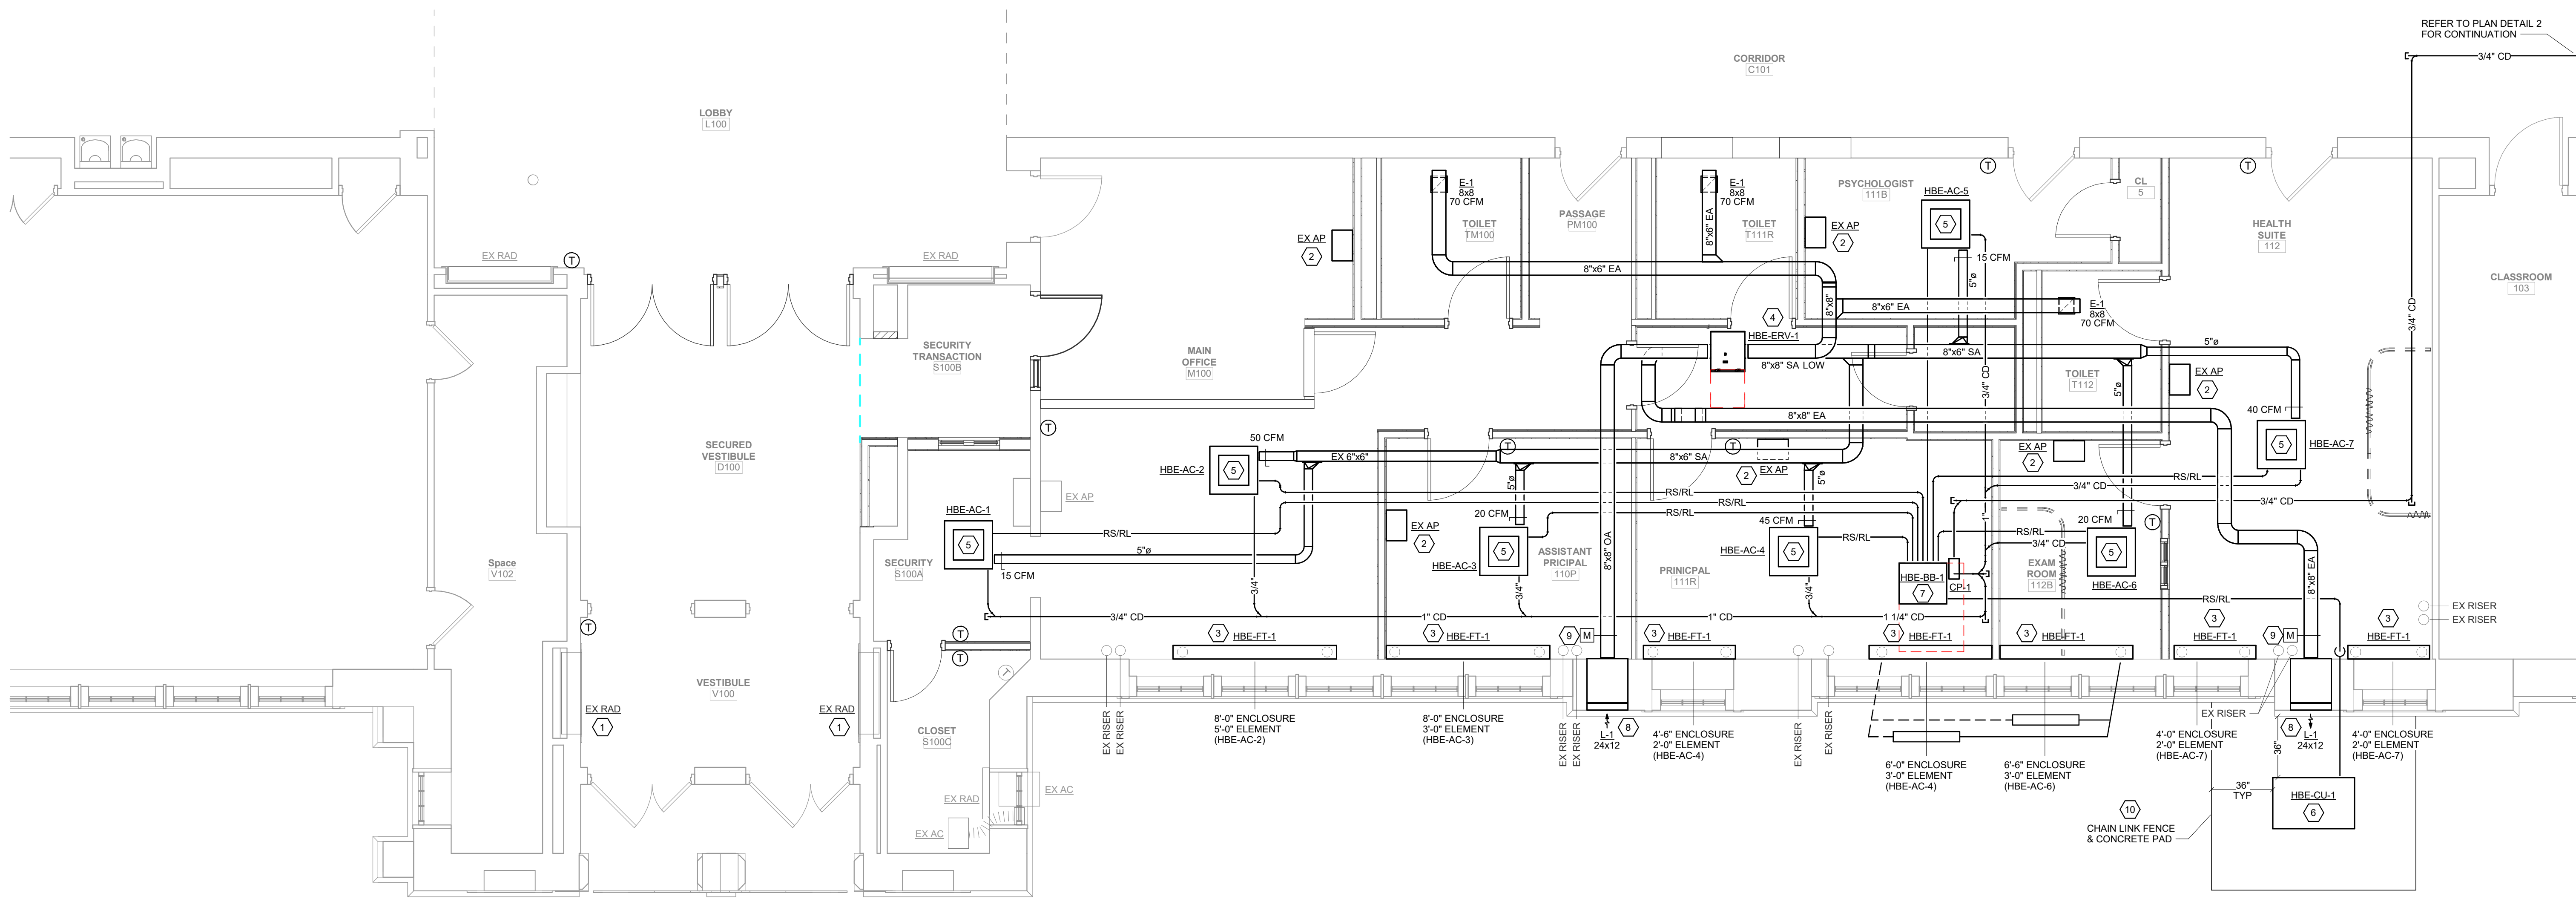 REFER TO PLAN DETAIL 2
FOR CONTINUATION
3/4" CD
CORRIDOR
C101
LOBBY
L100
T
T
E-1
8x8
70 CFM
E-1
8x8
70 CFM
PSYCHOLOGIST
111B
HBE-AC-5
5
CL
5
TOILET
TM100
PASSAGE
PM100
8"x6" EA
TOILET
T111R
HEALTH
SUITE
112
EX AP
2
EX AP
2
EX RAD
T
EX RAD
8"x6" EA
15 CFM
5"ø
CLASSROOM
103
8"x8"
8"x6" EA
E-1
8x8
70 CFM
3/4" CD
4
HBE-ERV-1
SECURITY
TRANSACTION
S100B
MAIN
OFFICE
M100
8"x8" SA LOW
8"x6" SA
5"ø
TOILET
T112
EX AP
2
5"ø
3/4" CD
8"x8" EA
40 CFM
T
50 CFM
T
T
SECURED
VESTIBULE
D100
HBE-AC-2
5
EX 6"x6"
8"x6" SA
EX AP
2
EX AP
2
5
HBE-AC-7
5"ø
5"ø
RS/RL
RS/RL
RS/RL
RS/RL
3/4" CD
3/4" CD
EX AP
HBE-AC-1
5
EX AP
2
20 CFM
45 CFM
1"
20 CFM
T
RS/RL
5"ø
RS/RL
RS/RL
3/4" CD
HBE-AC-3
5
ASSISTANT
PRICIPAL
110P
8"x8" OA
HBE-AC-4
5
5
HBE-AC-6
Space
V102
SECURITY
S100A
15 CFM
PRINICPAL
111R
HBE-BB-1
7
CP-1
EXAM
ROOM
112B
8"x8" EA
3/4"
3/4"
3/4"
RS/RL
3/4" CD
1" CD
1" CD
1 1/4" CD
EX RISER
EX RISER
T
T
T
T
3
HBE-FT-1
3
HBE-FT-1
9
M
3
HBE-FT-1
3
HBE-FT-1
3
HBE-FT-1
3
HBE-FT-1
9
M
3
HBE-FT-1
VESTIBULE
V100
EX RAD
1
EX RAD
1
CLOSET
S100C
EX RISER
EX RISER
8'-0" ENCLOSURE
5'-0" ELEMENT
(HBE-AC-2)
8'-0" ENCLOSURE
3'-0" ELEMENT
(HBE-AC-3)
EX RISER
EX RISER
L-1
24x12
8
4'-6" ENCLOSURE
2'-0" ELEMENT
(HBE-AC-4)
EX RISER
EX RISER
6'-0" ENCLOSURE
3'-0" ELEMENT
(HBE-AC-4)
6'-6" ENCLOSURE
3'-0" ELEMENT
(HBE-AC-6)
EX RISER
4'-0" ENCLOSURE
2'-0" ELEMENT
(HBE-AC-7)
8
L-1
24x12
4'-0" ENCLOSURE
2'-0" ELEMENT
(HBE-AC-7)
36"
36"
TYP
HBE-CU-1
6
10
CHAIN LINK FENCE
& CONCRETE PAD
EX RAD
EX AC
EX AC